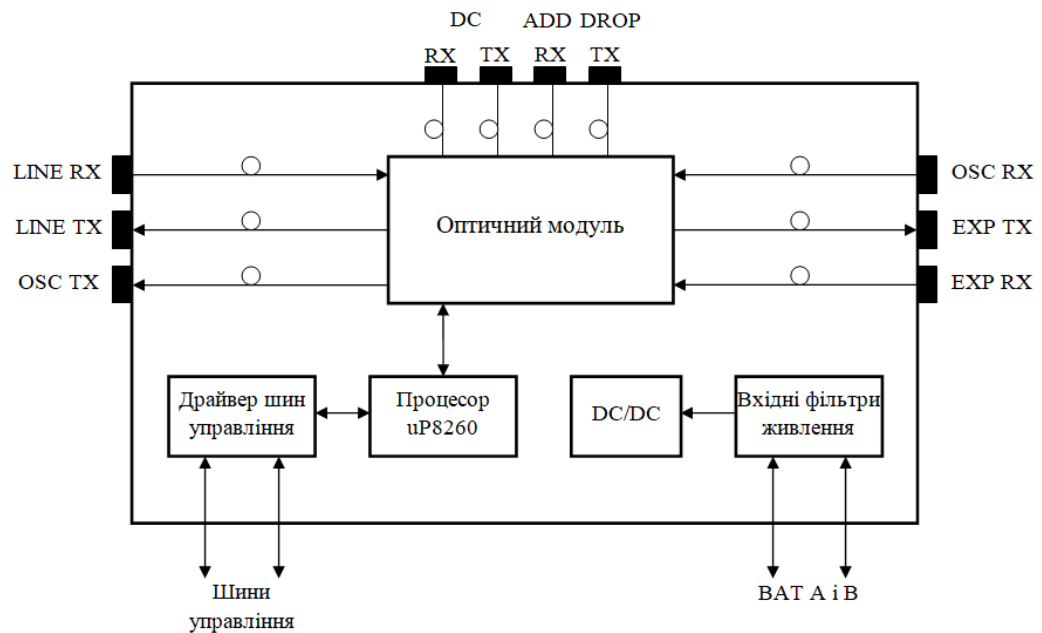 DC ADD DROP
RX TX RX TX
LINE RX
OSC RX
LINE TX
Оптичний модуль
EXP TX
OSC TX
EXP RX
Драйвер шин
управління
Процесор
uP8260
DC/DC
Вхідні фільтри
живлення
Шини
управління
BAT A і B